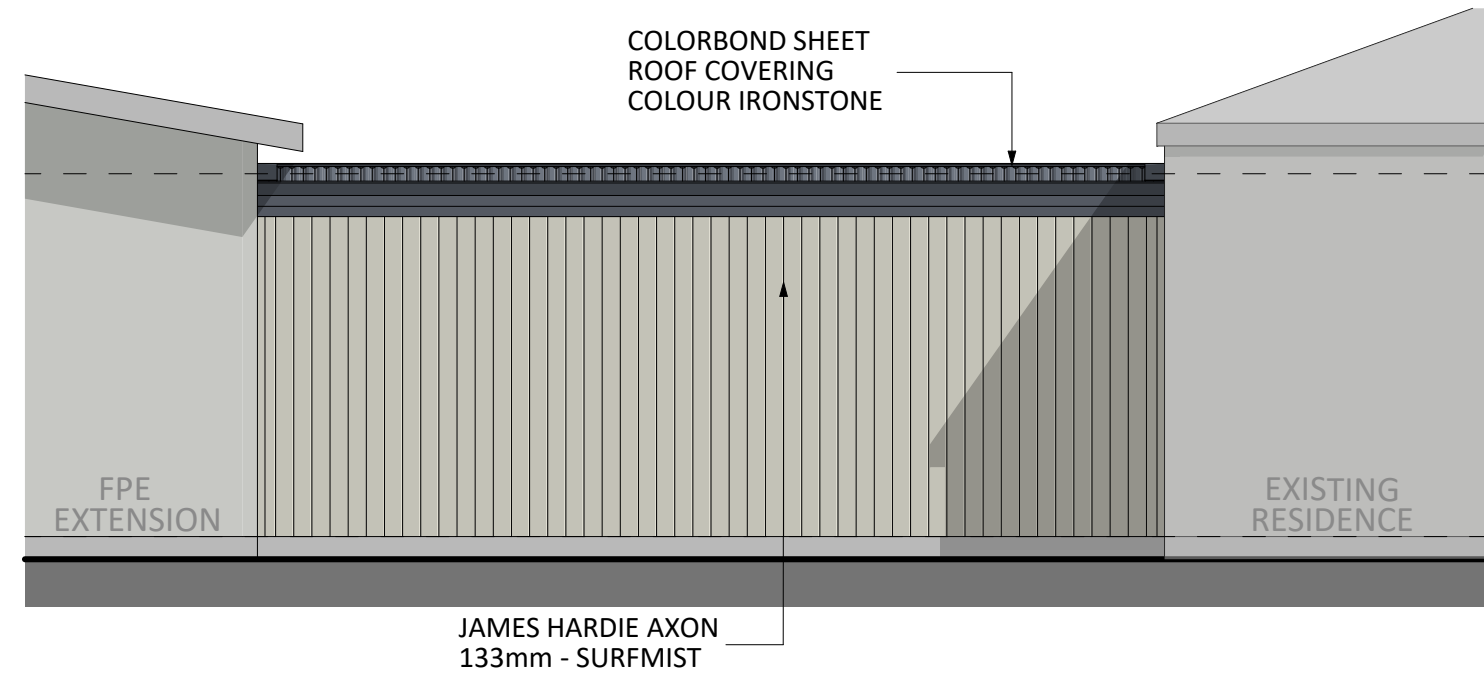 COLORBOND SHEET
ROOF COVERING
COLOUR IRONSTONE
FPE
EXTENSION
EXISTING
RESIDENCE
JAMES HARDIE AXON
133mm - SURFMIST